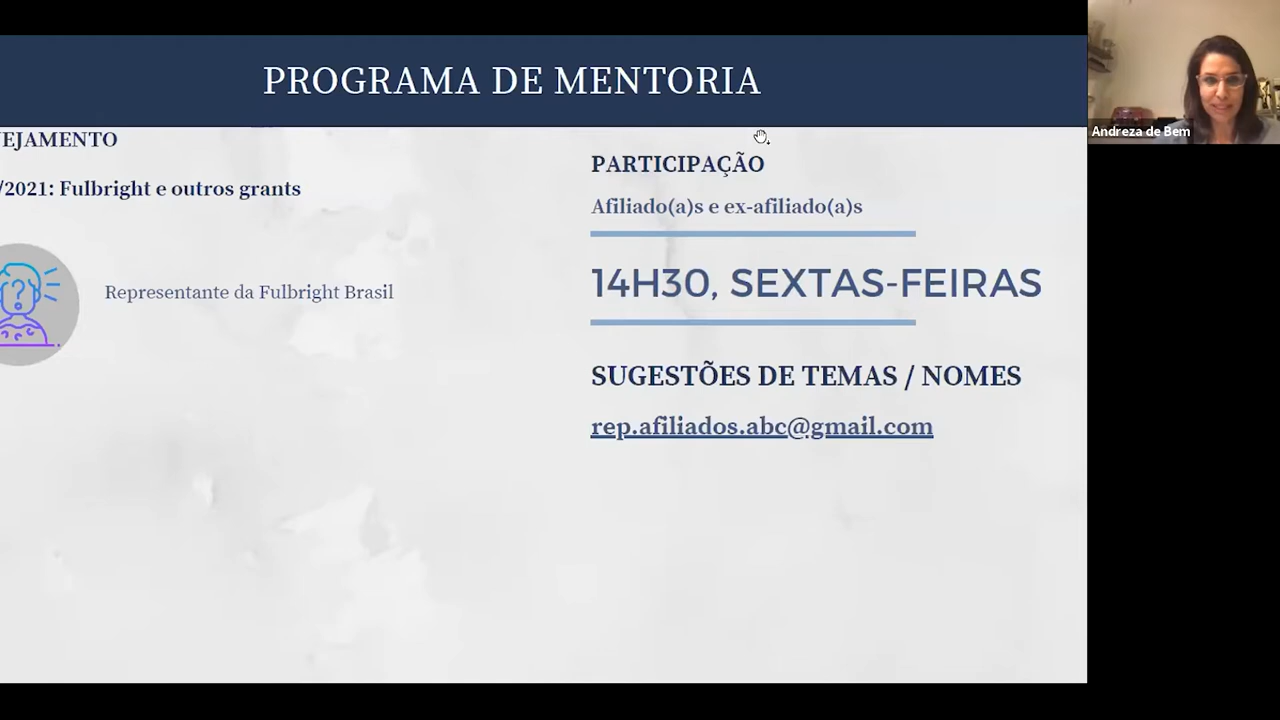 PROGRAMA DE MENTORIA
EJAMENTO
/2021: Fulbright e outros grants
Representante da Fulbright Brasil
PARTICIPAÇÃO
Afiliado(a)s e ex-afiliado(a)s
14H30, SEXTAS-FEIRAS
SUGESTÕES DE TEMAS / NOMES
rep.afiliados.abc@gmail.com
Andreza de Bem